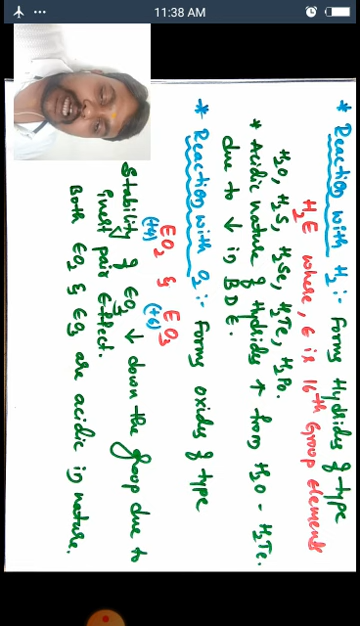 11:38 AM
* Reaction with H2 :- Forms Hydrides of type
H2E where, E is 16th Group elements
H2O, H2S, H2Se, H2Te, H2Po.
* Acidic nature of Hydrides ↑ from H2O - H2Te.
due to ↓ in BDE.
* Reaction with O2 :- Forms oxides of type
EO2 & EO3
(+4) (+6)
Stability of EO3 ↓ down the group due to
Inert pair Effect.
Both EO2 & EO3 are acidic in nature.